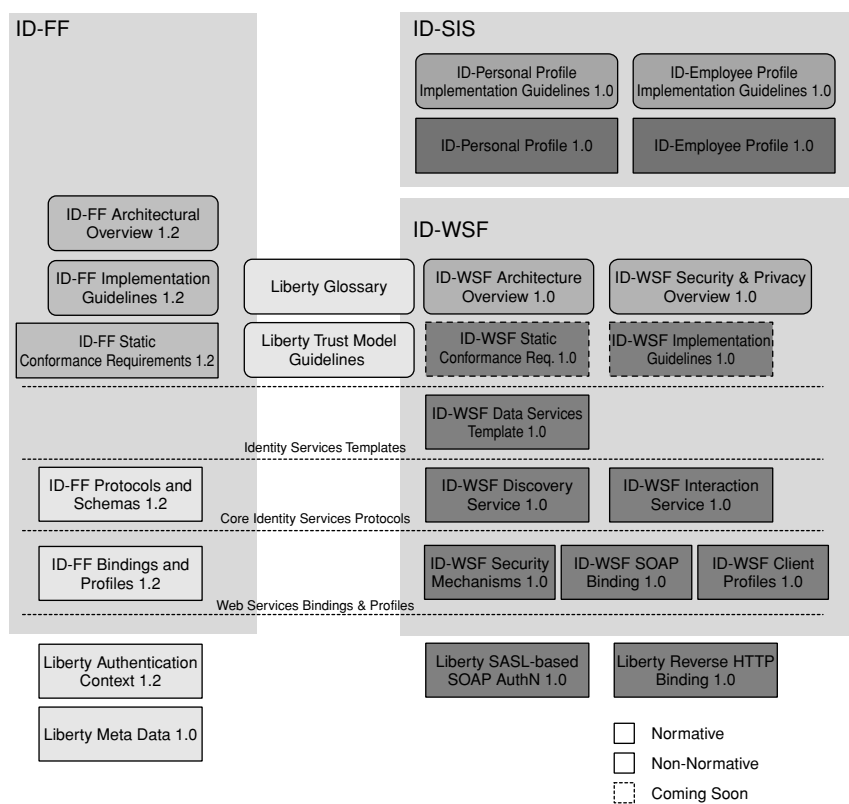 ID-FF
ID-SIS
ID-Personal Profile
Implementation Guidelines 1.0
ID-Employee Profile
Implementation Guidelines 1.0
ID-Personal Profile 1.0
ID-Employee Profile 1.0
ID-FF Architectural
Overview 1.2
ID-WSF
ID-FF Implementation
Guidelines 1.2
Liberty Glossary
ID-WSF Architecture
Overview 1.0
ID-WSF Security & Privacy
Overview 1.0
ID-FF Static
Conformance Requirements 1.2
Liberty Trust Model
Guidelines
ID-WSF Static
Conformance Req. 1.0
ID-WSF Implementation
Guidelines 1.0
ID-WSF Data Services
Template 1.0
Identity Services Templates
ID-FF Protocols and
Schemas 1.2
ID-WSF Discovery
Service 1.0
ID-WSF Interaction
Service 1.0
Core Identity Services Protocols
ID-FF Bindings and
Profiles 1.2
ID-WSF Security
Mechanisms 1.0
ID-WSF SOAP
Binding 1.0
ID-WSF Client
Profiles 1.0
Web Services Bindings & Profiles
Liberty Authentication
Context 1.2
Liberty SASL-based
SOAP AuthN 1.0
Liberty Reverse HTTP
Binding 1.0
Liberty Meta Data 1.0
Normative
Non-Normative
Coming Soon